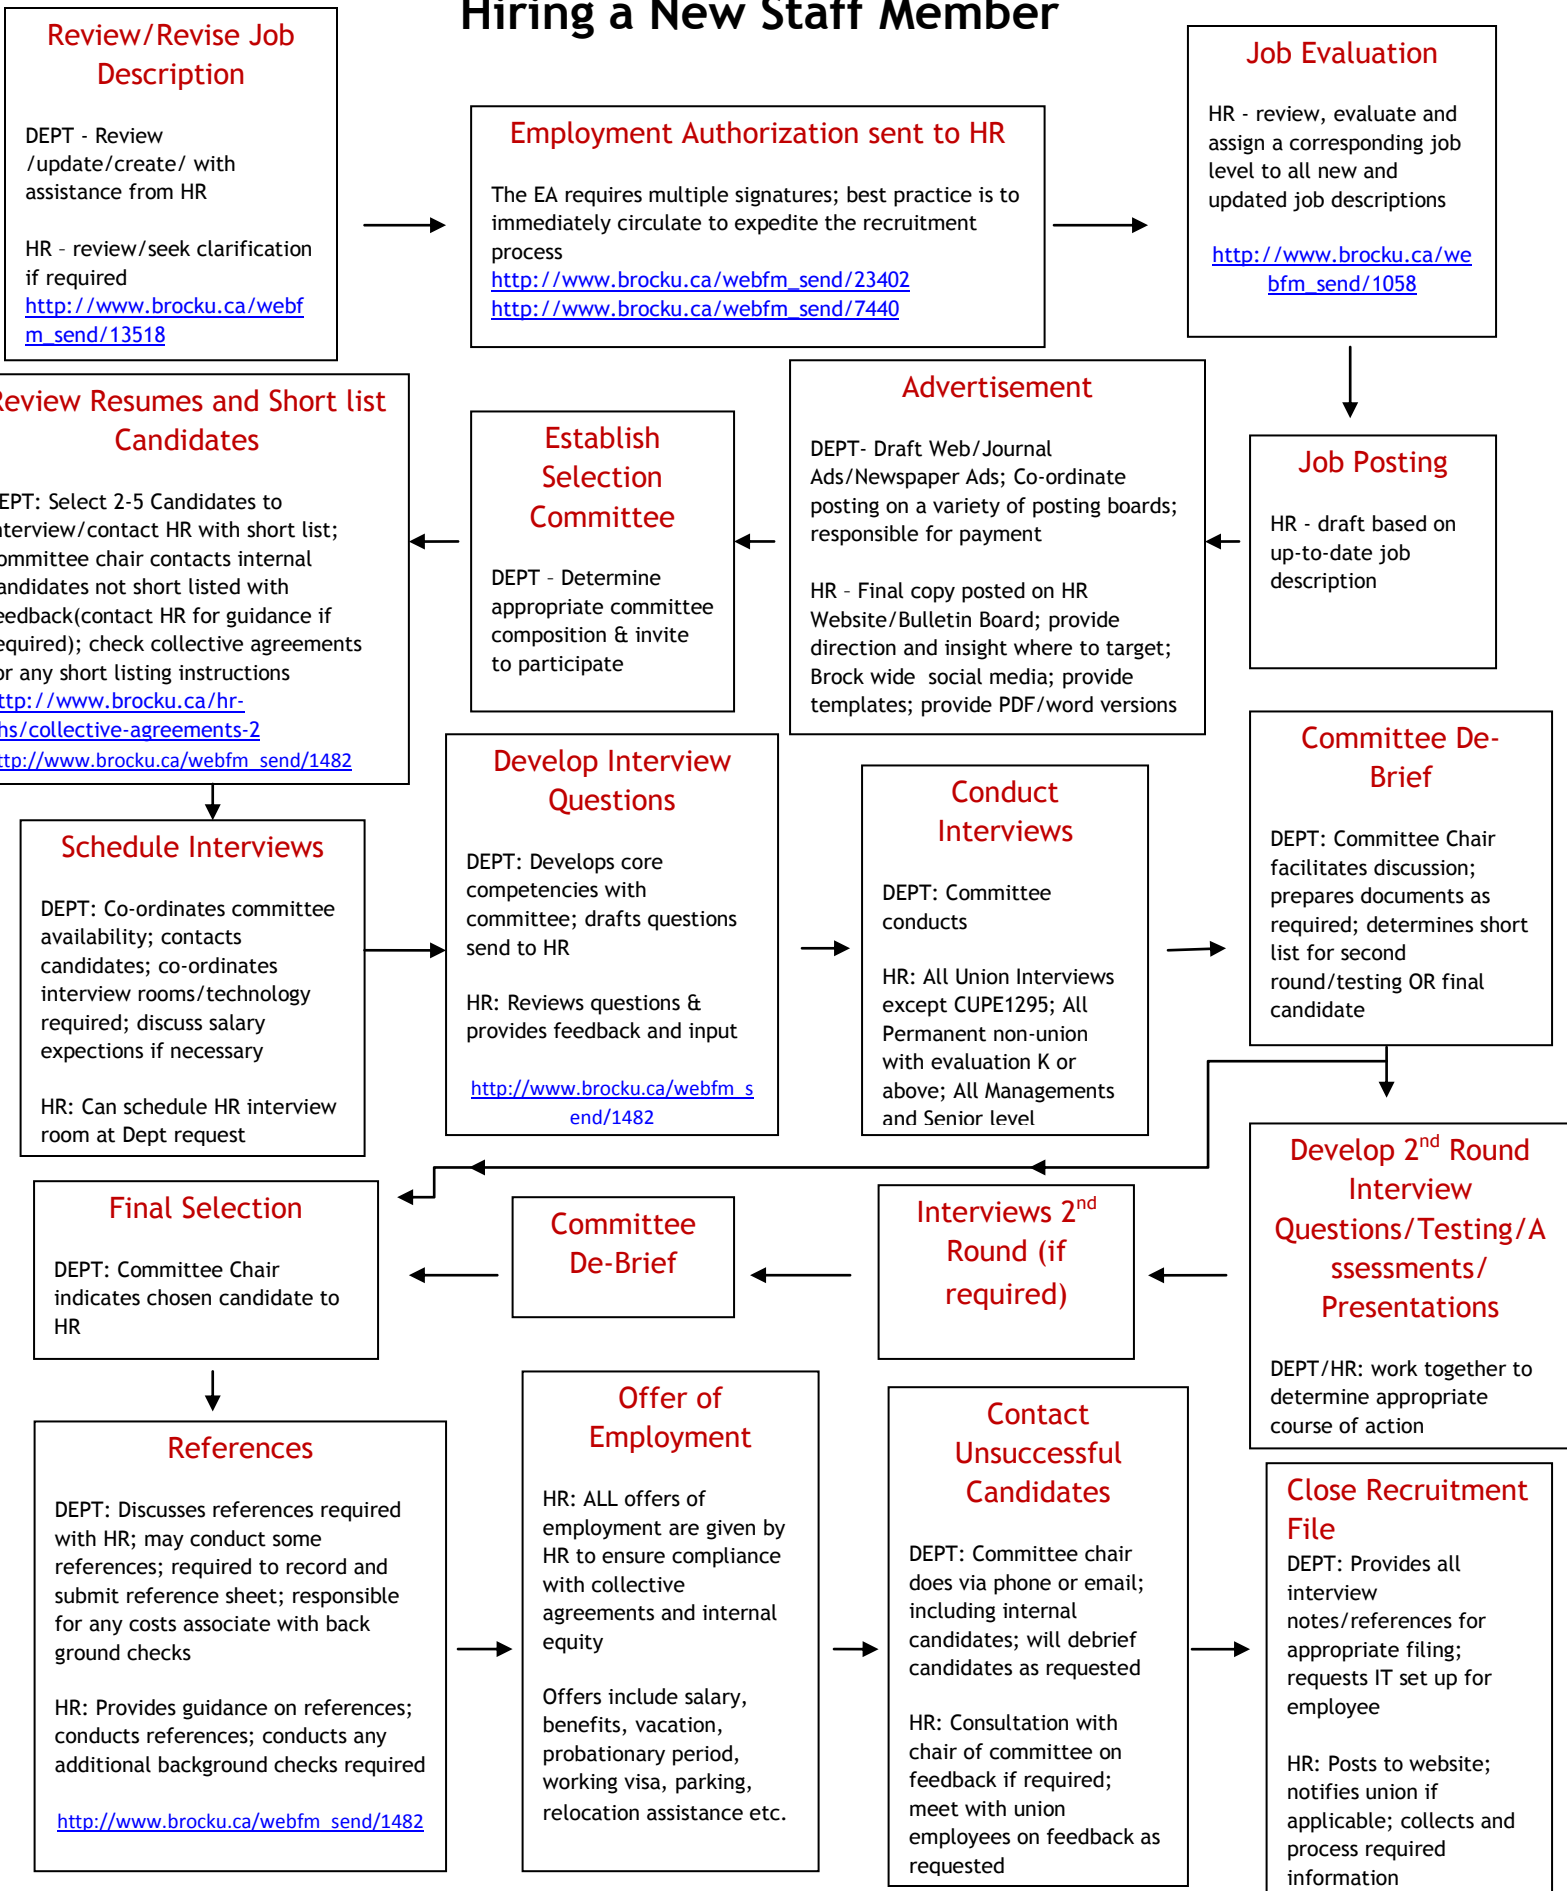 Hiring a New Staff Member
Review/Revise Job
Description
DEPT - Review
/update/create/ with
assistance from HR
HR – review/seek clarification
if required
http://www.brocku.ca/webf
m_send/13518
Employment Authorization sent to HR
The EA requires multiple signatures; best practice is to
immediately circulate to expedite the recruitment
process
http://www.brocku.ca/webfm_send/23402
http://www.brocku.ca/webfm_send/7440
Job Evaluation
HR - review, evaluate and
assign a corresponding job
level to all new and
updated job descriptions
http://www.brocku.ca/we
bfm_send/1058
Job Posting
HR - draft based on
up-to-date job
description
Advertisement
DEPT- Draft Web/Journal
Ads/Newspaper Ads; Co-ordinate
posting on a variety of posting boards;
responsible for payment
HR – Final copy posted on HR
Website/Bulletin Board; provide
direction and insight where to target;
Brock wide social media; provide
templates; provide PDF/word versions
Establish
Selection
Committee
DEPT – Determine
appropriate committee
composition & invite
to participate
Review Resumes and Short list
Candidates
EPT: Select 2-5 Candidates to
nterview/contact HR with short list;
ommittee chair contacts internal
andidates not short listed with
eedback(contact HR for guidance if
equired); check collective agreements
or any short listing instructions
ttp://www.brocku.ca/hr-
hs/collective-agreements-2
ttp://www.brocku.ca/webfm_send/1482
Schedule Interviews
DEPT: Co-ordinates committee
availability; contacts
candidates; co-ordinates
interview rooms/technology
required; discuss salary
expections if necessary
HR: Can schedule HR interview
room at Dept request
Develop Interview
Questions
DEPT: Develops core
competencies with
committee; drafts questions
send to HR
HR: Reviews questions &
provides feedback and input
http://www.brocku.ca/webfm_s
end/1482
Conduct
Interviews
DEPT: Committee
conducts
HR: All Union Interviews
except CUPE1295; All
Permanent non-union
with evaluation K or
above; All Managements
and Senior level
Committee De-
Brief
DEPT: Committee Chair
facilitates discussion;
prepares documents as
required; determines short
list for second
round/testing OR final
candidate
Develop 2nd Round
Interview
Questions/Testing/A
ssessments/
Presentations
DEPT/HR: work together to
determine appropriate
course of action
Interviews 2nd
Round (if
required)
Committee
De-Brief
Final Selection
DEPT: Committee Chair
indicates chosen candidate to
HR
References
DEPT: Discusses references required
with HR; may conduct some
references; required to record and
submit reference sheet; responsible
for any costs associate with back
ground checks
HR: Provides guidance on references;
conducts references; conducts any
additional background checks required
http://www.brocku.ca/webfm_send/1482
Offer of
Employment
HR: ALL offers of
employment are given by
HR to ensure compliance
with collective
agreements and internal
equity
Offers include salary,
benefits, vacation,
probationary period,
working visa, parking,
relocation assistance etc.
Contact
Unsuccessful
Candidates
DEPT: Committee chair
does via phone or email;
including internal
candidates; will debrief
candidates as requested
HR: Consultation with
chair of committee on
feedback if required;
meet with union
employees on feedback as
requested
Close Recruitment
File
DEPT: Provides all
interview
notes/references for
appropriate filing;
requests IT set up for
employee
HR: Posts to website;
notifies union if
applicable; collects and
process required
information